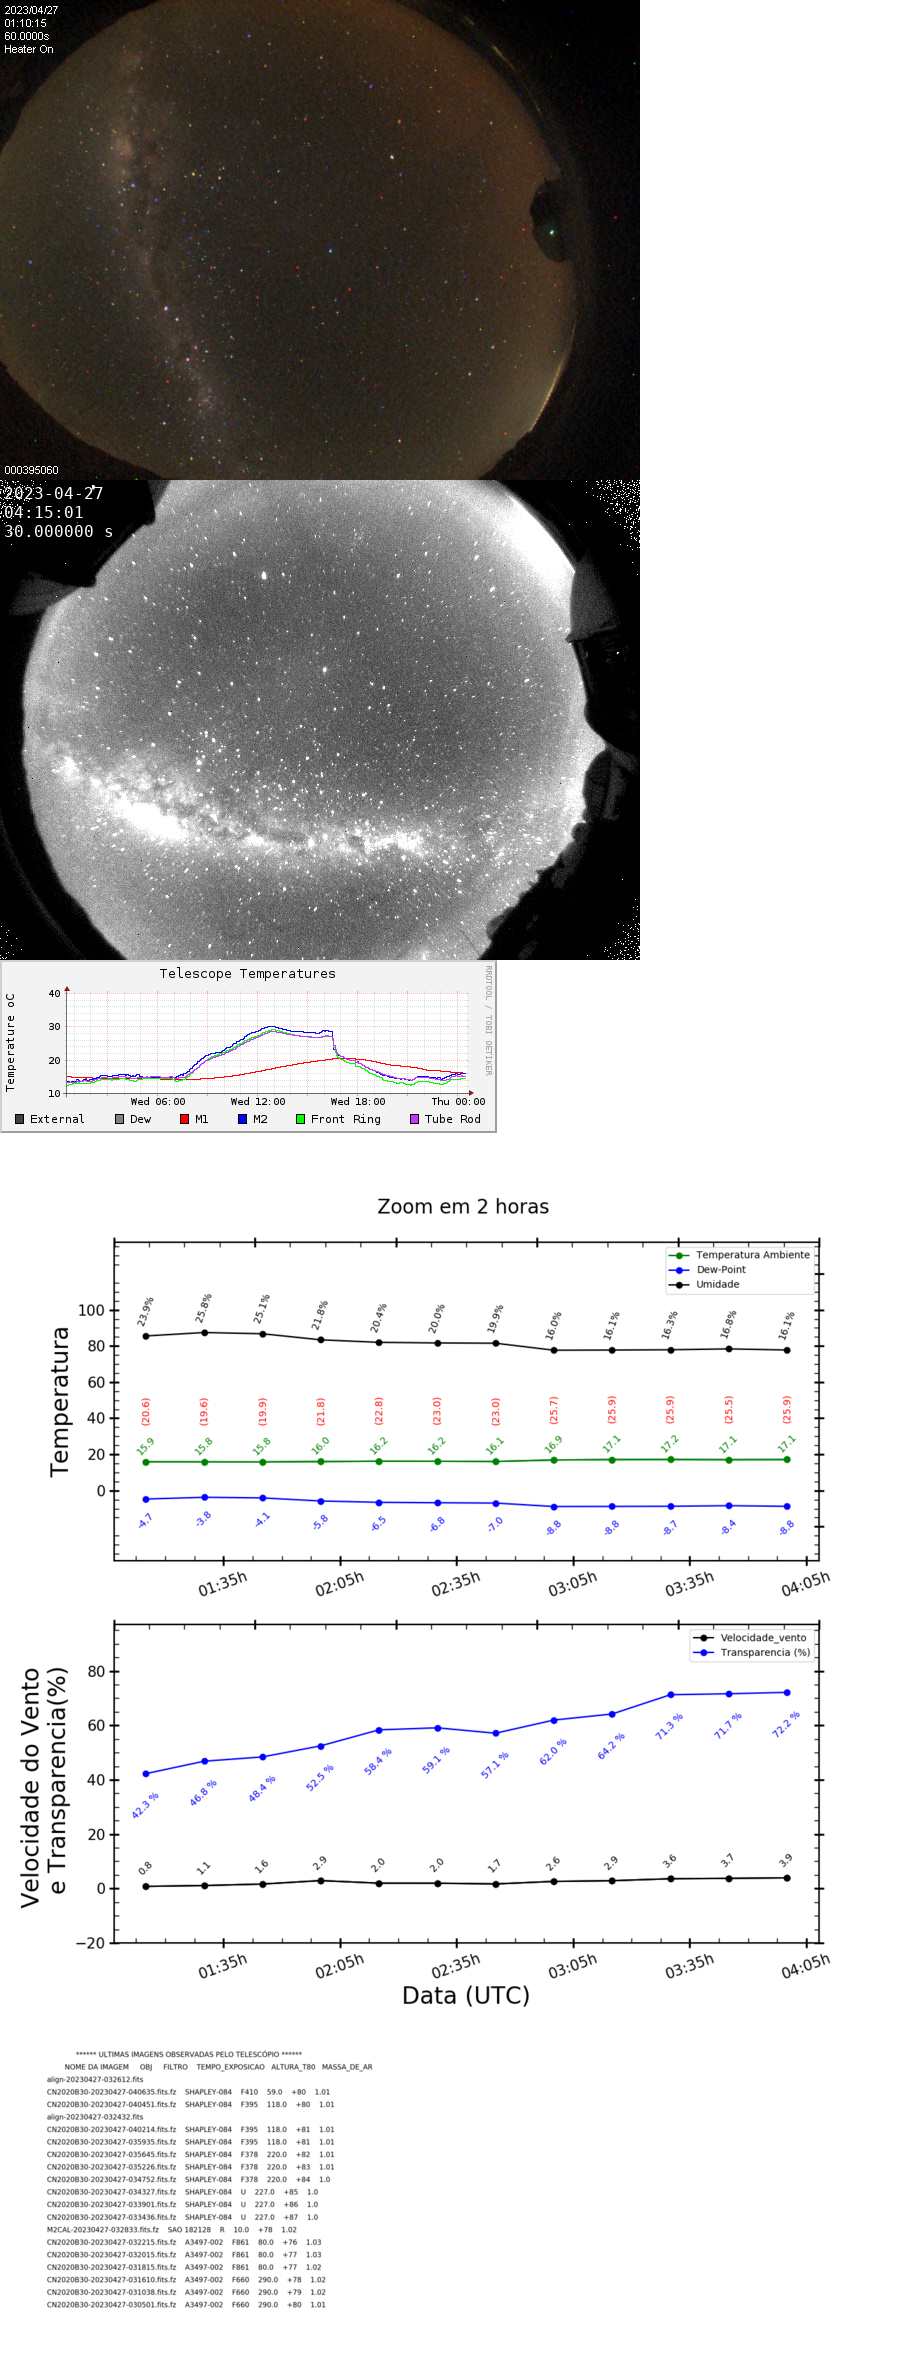 2023/04/27
01:10:15
60.0000s
Heater On
000395060
2023-04-27
04:15:01
30.000000 s
Telescope Temperatures
RRDTOOL / TOBI OETIKER
Temperature oC
40
30
20
10
Wed 06:00 Wed 12:00 Wed 18:00 Thu 00:00
External Dew M1 M2 Front Ring Tube Rod
Zoom em 2 horas
Temperatura Ambiente
Dew-Point
Umidade
Temperatura
100
80
60
40
20
0
23.9% 25.8% 25.1% 21.8% 20.4% 20.0% 19.9% 16.0% 16.1% 16.3% 16.8% 16.1%
(20.6) (19.6) (19.9) (21.8) (22.8) (23.0) (23.0) (25.7) (25.9) (25.9) (25.5) (25.9)
15.9 15.8 15.8 16.0 16.2 16.2 16.1 16.9 17.1 17.2 17.1 17.1
-4.7 -3.8 -4.1 -5.8 -6.5 -6.8 -7.0 -8.8 -8.8 -8.7 -8.4 -8.8
01:35h 02:05h 02:35h 03:05h 03:35h 04:05h
Velocidade_vento
Transparencia (%)
Velocidade do Vento
e Transparencia(%)
80
60
40
20
0
−20
42.3 % 46.8 % 48.4 % 52.5 % 58.4 % 59.1 % 57.1 % 62.0 % 64.2 % 71.3 % 71.7 % 72.2 %
0.8 1.1 1.6 2.9 2.0 2.0 1.7 2.6 2.9 3.6 3.7 3.9
01:35h 02:05h 02:35h 03:05h 03:35h 04:05h
Data (UTC)
****** ULTIMAS IMAGENS OBSERVADAS PELO TELESCÓPIO ******
NOME DA IMAGEM OBJ FILTRO TEMPO_EXPOSICAO ALTURA_T80 MASSA_DE_AR
align-20230427-032612.fits
CN2020B30-20230427-040635.fits.fz SHAPLEY-084 F410 59.0 +80 1.01
CN2020B30-20230427-040451.fits.fz SHAPLEY-084 F395 118.0 +80 1.01
align-20230427-032432.fits
CN2020B30-20230427-040214.fits.fz SHAPLEY-084 F395 118.0 +81 1.01
CN2020B30-20230427-035935.fits.fz SHAPLEY-084 F395 118.0 +81 1.01
CN2020B30-20230427-035645.fits.fz SHAPLEY-084 F378 220.0 +82 1.01
CN2020B30-20230427-035226.fits.fz SHAPLEY-084 F378 220.0 +83 1.01
CN2020B30-20230427-034752.fits.fz SHAPLEY-084 F378 220.0 +84 1.0
CN2020B30-20230427-034327.fits.fz SHAPLEY-084 U 227.0 +85 1.0
CN2020B30-20230427-033901.fits.fz SHAPLEY-084 U 227.0 +86 1.0
CN2020B30-20230427-033436.fits.fz SHAPLEY-084 U 227.0 +87 1.0
M2CAL-20230427-032833.fits.fz SAO 182128 R 10.0 +78 1.02
CN2020B30-20230427-032215.fits.fz A3497-002 F861 80.0 +76 1.03
CN2020B30-20230427-032015.fits.fz A3497-002 F861 80.0 +77 1.03
CN2020B30-20230427-031815.fits.fz A3497-002 F861 80.0 +77 1.02
CN2020B30-20230427-031610.fits.fz A3497-002 F660 290.0 +78 1.02
CN2020B30-20230427-031038.fits.fz A3497-002 F660 290.0 +79 1.02
CN2020B30-20230427-030501.fits.fz A3497-002 F660 290.0 +80 1.01